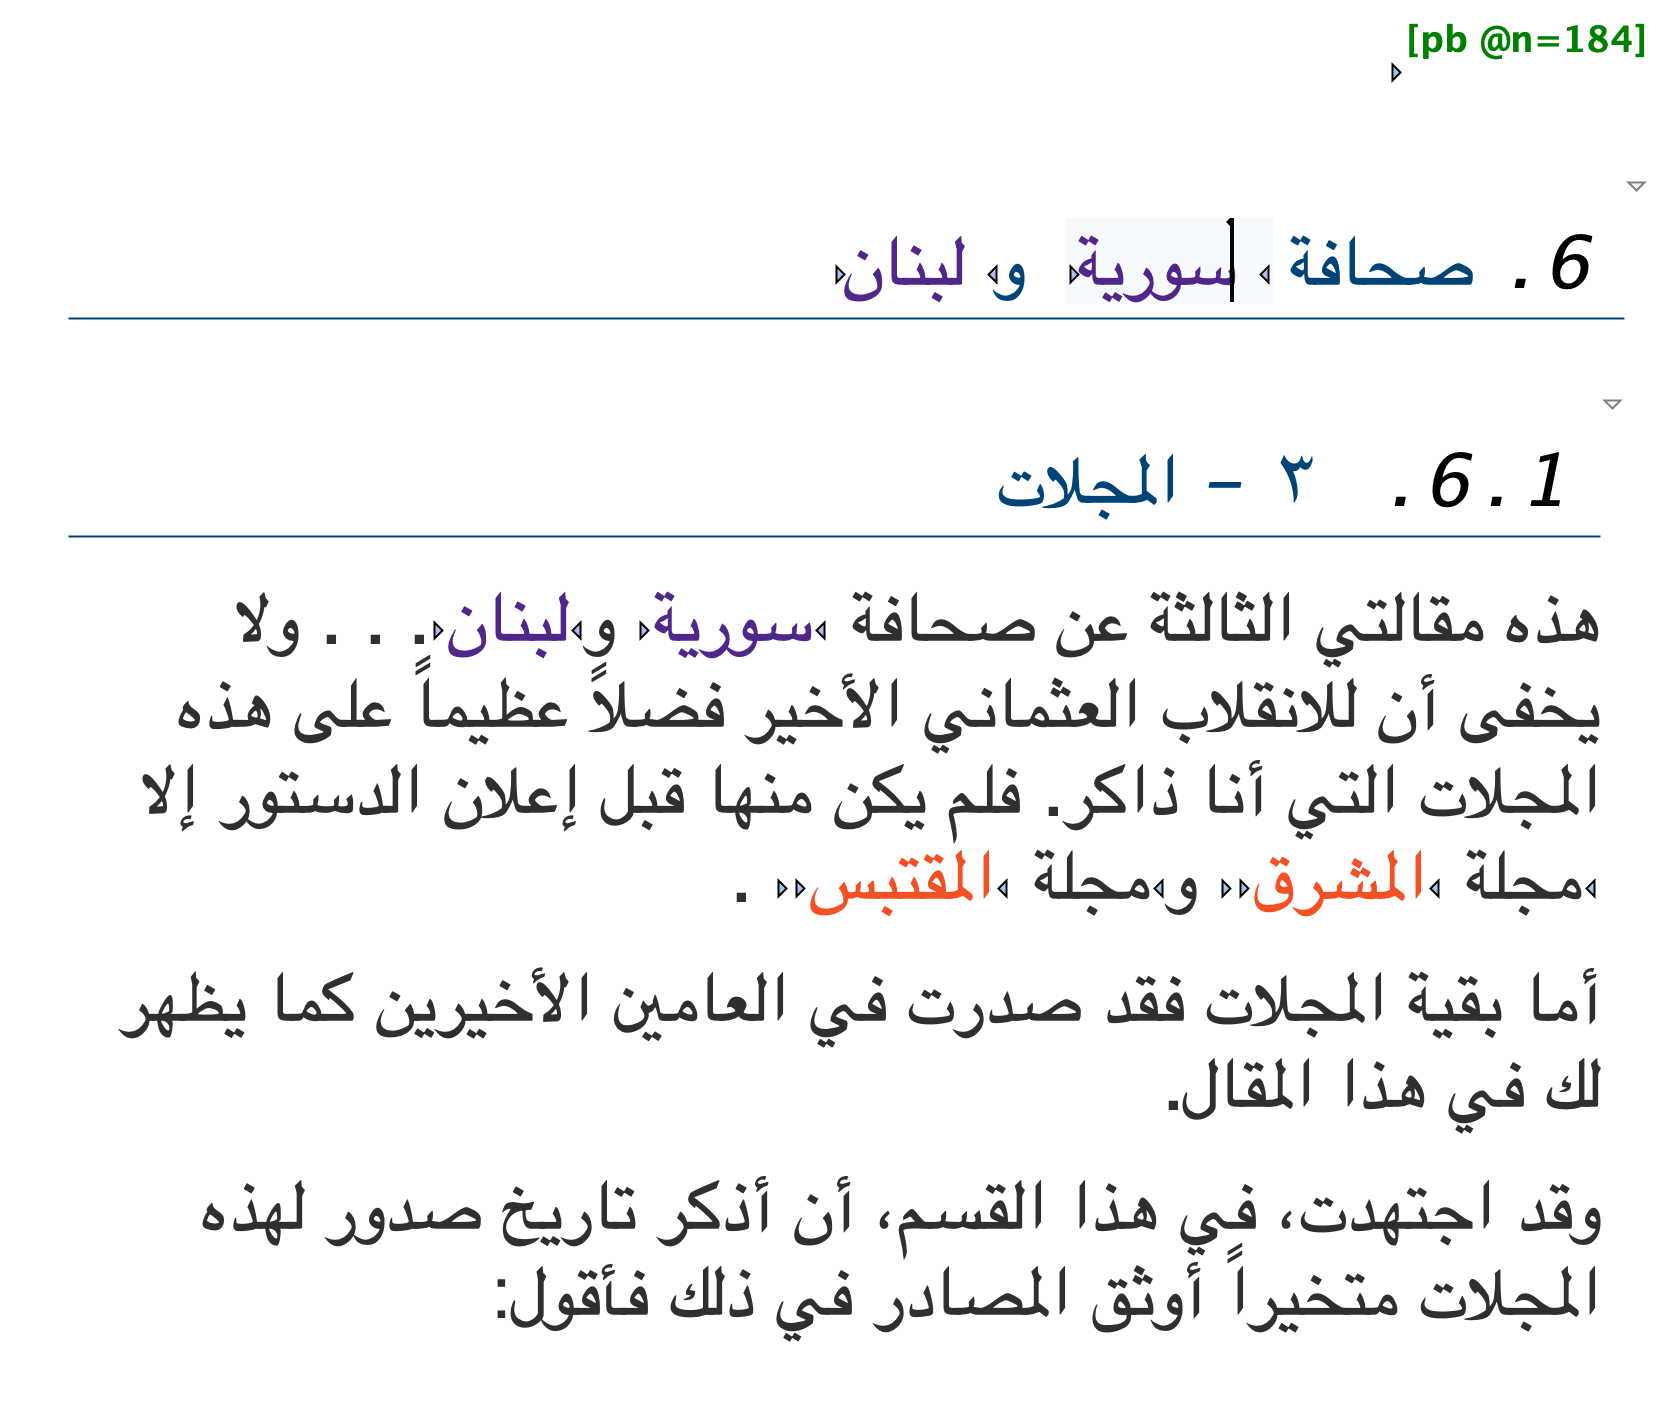 [pb @n=184]
6. صحافة سورية و لبنان
6.1. ٣ – المجلات
هذه مقالتي الثالثة عن صحافة سورية ولبنان. . . ولا
يخفى أن للانقلاب العثماني الأخير فضلاً عظيماً على هذه
المجلات التي أنا ذاكر. فلم يكن منها قبل إعلان الدستور إلا
مجلة المشرق ومجلة المقتبس .
أما بقية المجلات فقد صدرت في العامين الأخيرين كما يظهر
لك في هذا المقال.
وقد اجتهدت، في هذا القسم، أن أذكر تاريخ صدور لهذه
المجلات متخيراً أوثق المصادر في ذلك فأقول: